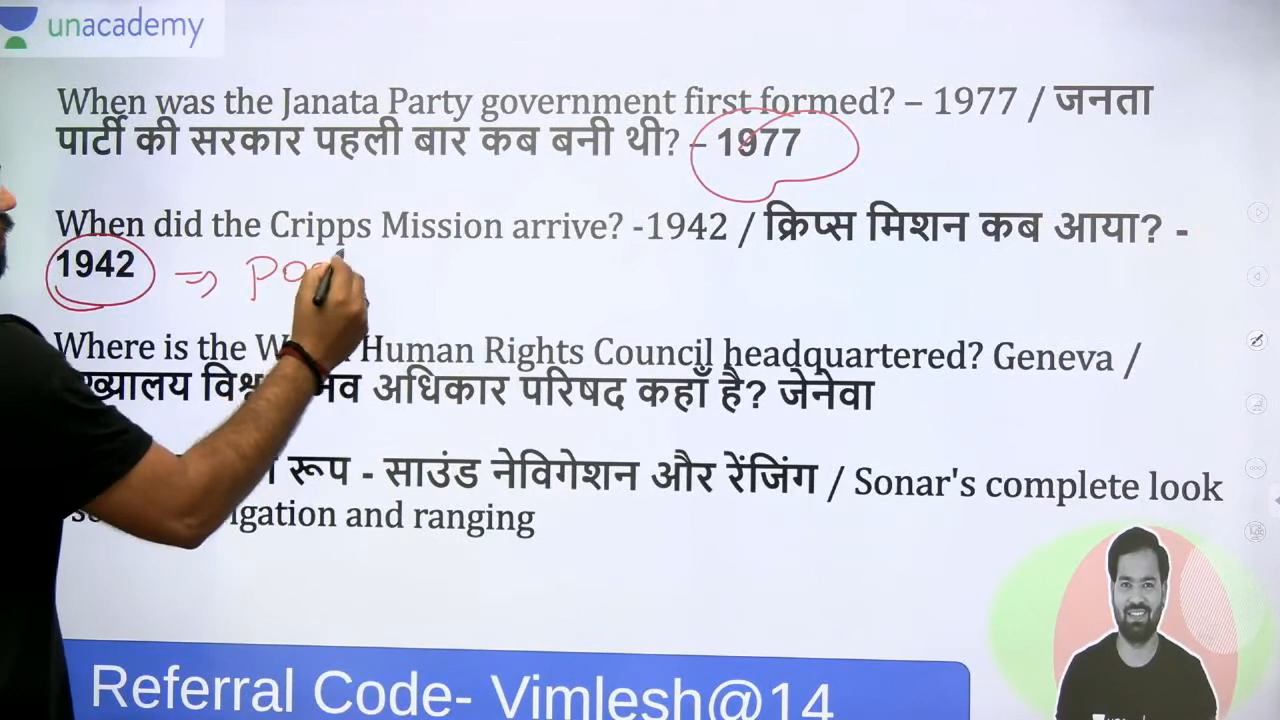 unacademy
When was the Janata Party government first formed? – 1977 / जनता
पार्टी की सरकार पहली बार कब बनी थी? – 1977
When did the Cripps Mission arrive? -1942 / क्रिप्स मिशन कब आया? -
1942
Where is the Human Rights Council headquartered? Geneva /
अधिकार परिषद कहाँ है? जेनेवा
रूप - साउंड नेविगेशन और रेंजिंग / Sonar's complete look
and ranging
Referral Code- Vimlesh@14